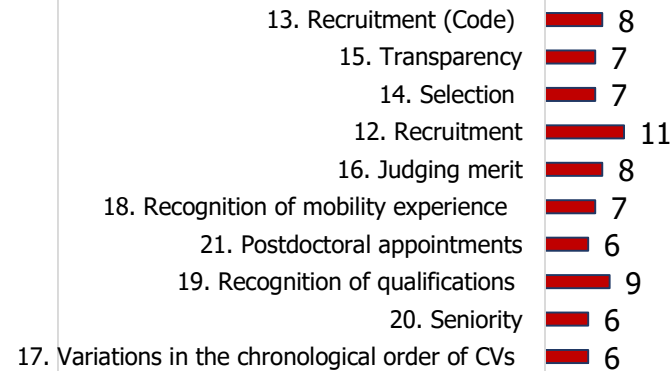 13. Recruitment (Code) 8
15. Transparency 7
14. Selection 7
12. Recruitment 11
16. Judging merit 8
18. Recognition of mobility experience 7
21. Postdoctoral appointments 6
19. Recognition of qualifications 9
20. Seniority 6
17. Variations in the chronological order of CVs 6